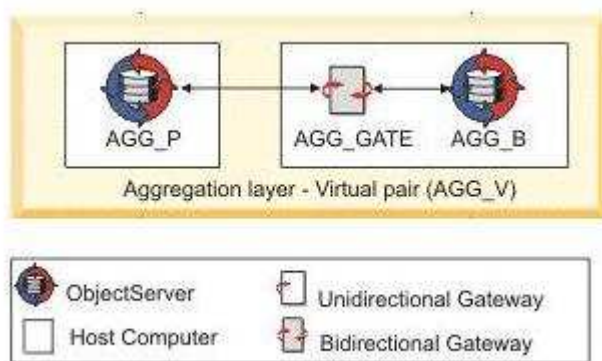 AGG_P
AGG_GATE
AGG_B
Aggregation layer - Virtual pair (AGG_V)
ObjectServer
Unidirectional Gateway
Host Computer
Bidirectional Gateway